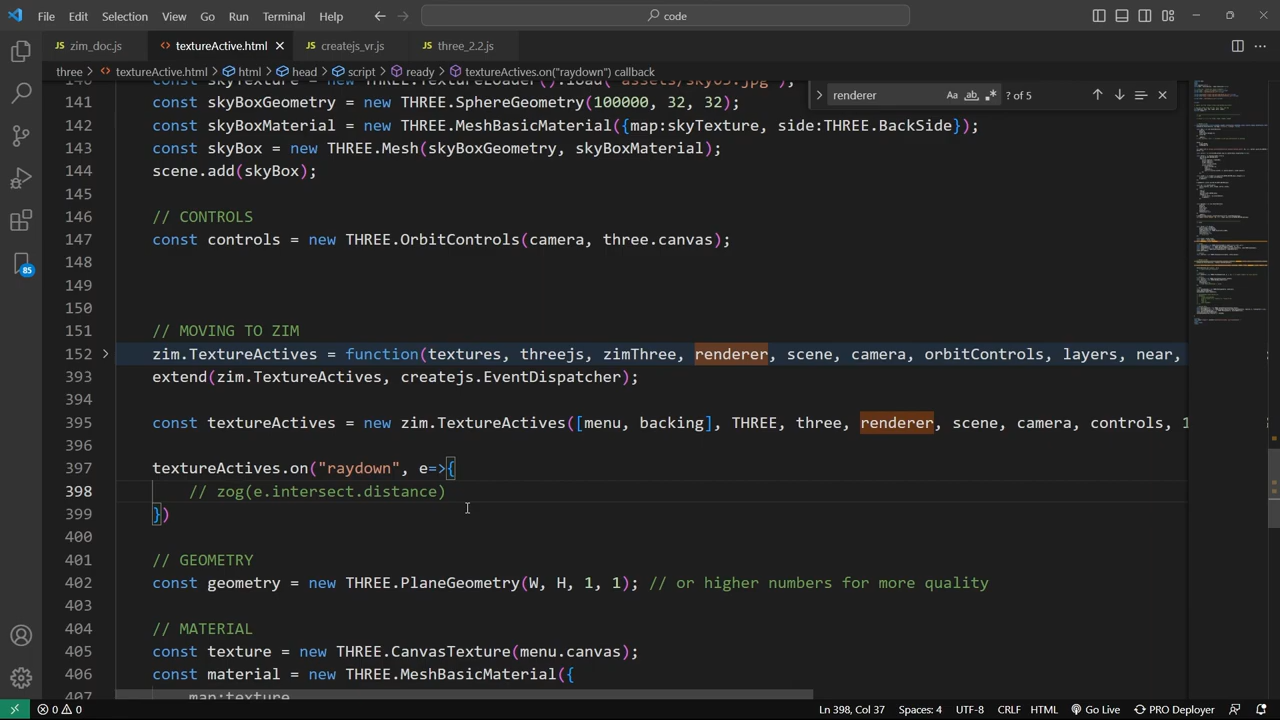 File Edit Selection View Go Run Terminal Help
code
zim_doc.js textureActive.html createjs_vr.js three_2.2.js
three > textureActive.html > html > head > script > ready > textureActives.on("raydown") callback
renderer ab ? of 5
141 const skyBoxGeometry = new THREE.SphereGeometry(100000, 32, 32);
142 const skyBoxMaterial = new THREE.MeshBasicMaterial({map:skyTexture, side:THREE.BackSide});
143 const skyBox = new THREE.Mesh(skyBoxGeometry, skyBoxMaterial);
144 scene.add(skyBox);
145
146 // CONTROLS
147 const controls = new THREE.OrbitControls(camera, three.canvas);
148
149
150
151 // MOVING TO ZIM
152 zim.TextureActives = function(textures, threejs, zimThree, renderer, scene, camera, orbitControls, layers, near,
393 extend(zim.TextureActives, createjs.EventDispatcher);
394
395 const textureActives = new zim.TextureActives([menu, backing], THREE, three, renderer, scene, camera, controls, 1
396
397 textureActives.on("raydown", e=>{
398 // zog(e.intersect.distance)
399 })
400
401 // GEOMETRY
402 const geometry = new THREE.PlaneGeometry(W, H, 1, 1); // or higher numbers for more quality
403
404 // MATERIAL
405 const texture = new THREE.CanvasTexture(menu.canvas);
406 const material = new THREE.MeshBasicMaterial({
407 map:texture
85
0 0 Ln 398, Col 37 Spaces: 4 UTF-8 CRLF HTML Go Live PRO Deployer